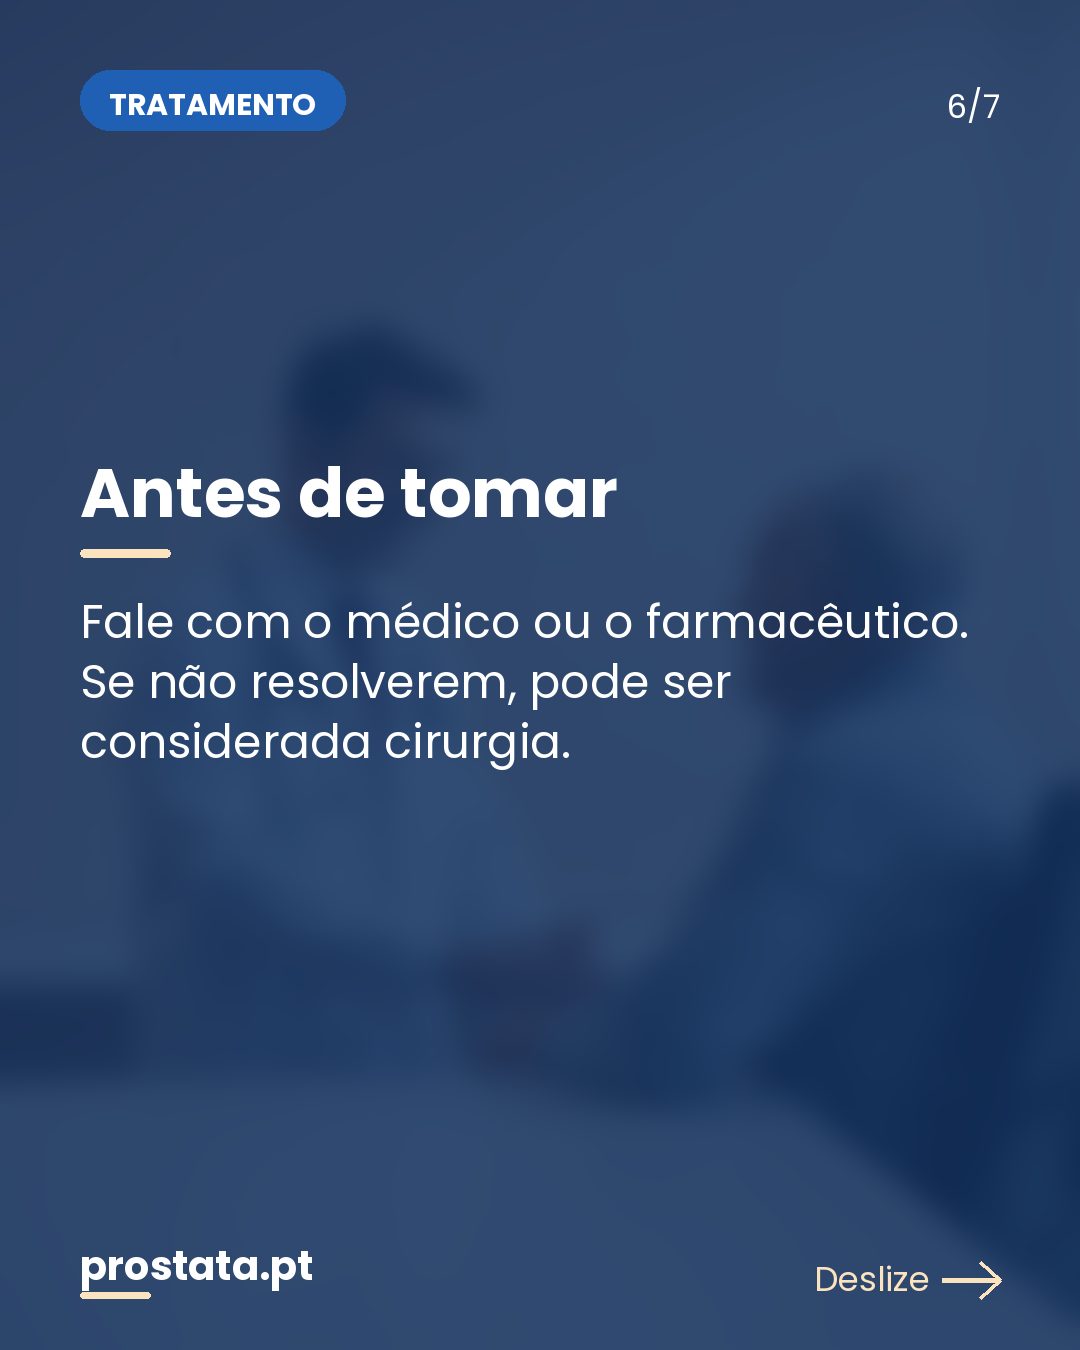 TRATAMENTO
6/7
Antes de tomar
Fale com o médico ou o farmacêutico.
Se não resolverem, pode ser
considerada cirurgia.
prostata.pt
Deslize